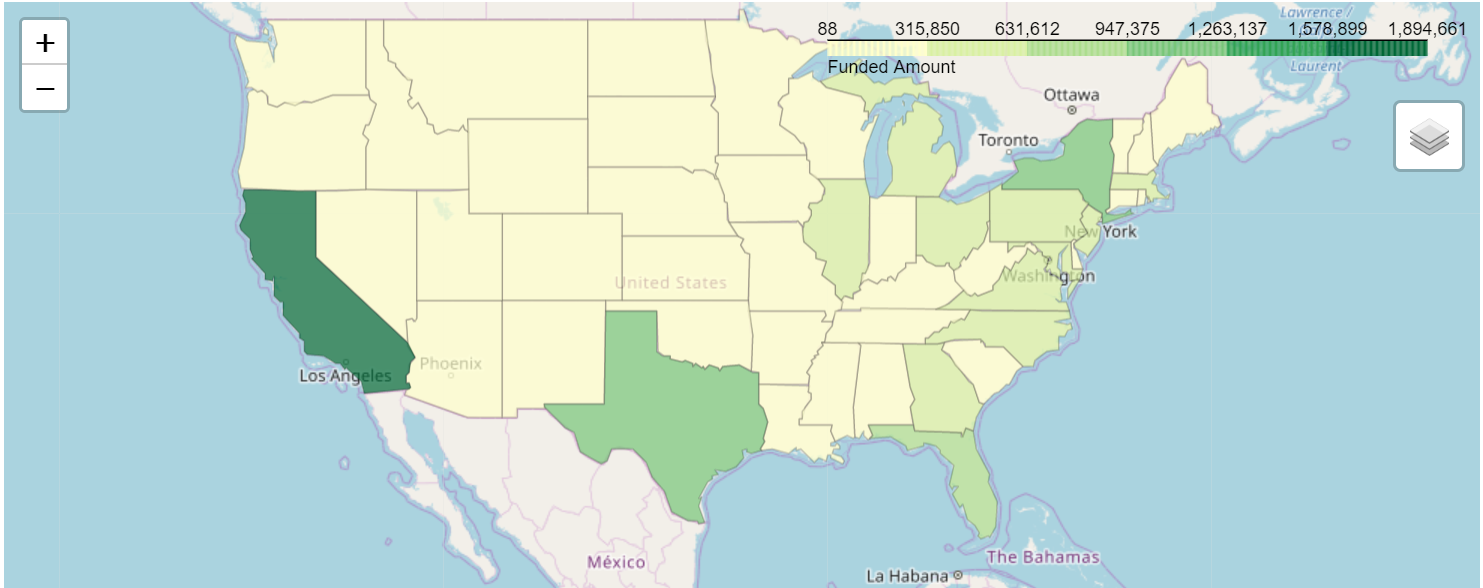 +
−
88 315,850 631,612 947,375 1,263,137 1,578,899 1,894,661
Funded Amount
Lawrence /
Laurent
Ottawa
Toronto
New York
Washington
United States
Phoenix
Los Angeles
México
The Bahamas
La Habana